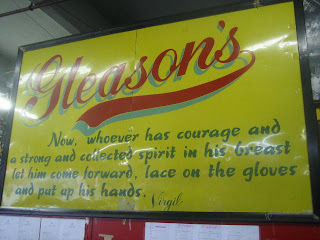 Gleason's
Now, whoever has courage and
a strong and collected spirit in his breast
let him come forward, lace on the gloves
and put up his hands. Virgil